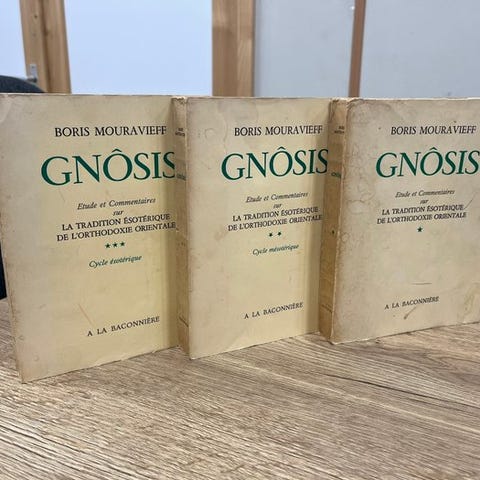 BORIS MOURAVIEFF
GNÔSIS
Etude et Commentaires
sur
LA TRADITION ÉSOTÉRIQUE
DE L'ORTHODOXIE ORIENTALE
★★★
Cycle ésotérique
A LA BACONNIÈRE
BORIS MOURAVIEFF
GNÔSIS
Etude et Commentaires
sur
LA TRADITION ÉSOTÉRIQUE
DE L'ORTHODOXIE ORIENTALE
★ ★
Cycle mésotérique
A LA BACONNIÈRE
BORIS MOURAVIEFF
GNÔSIS
Etude et Commentaires
sur
LA TRADITION ÉSOTÉRIQUE
DE L'ORTHODOXIE ORIENTALE
★
A LA BACONNIÈRE